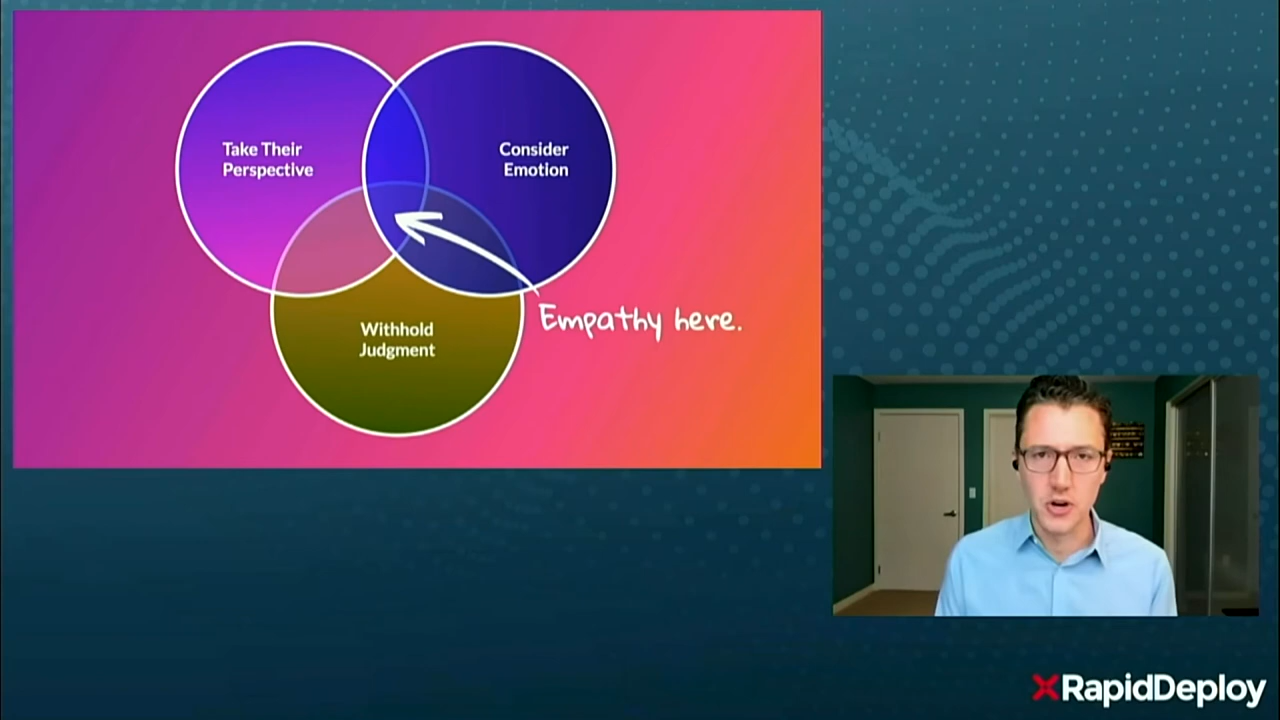 Take Their
Perspective
Consider
Emotion
Withhold
Judgment
Empathy here.
RapidDeploy